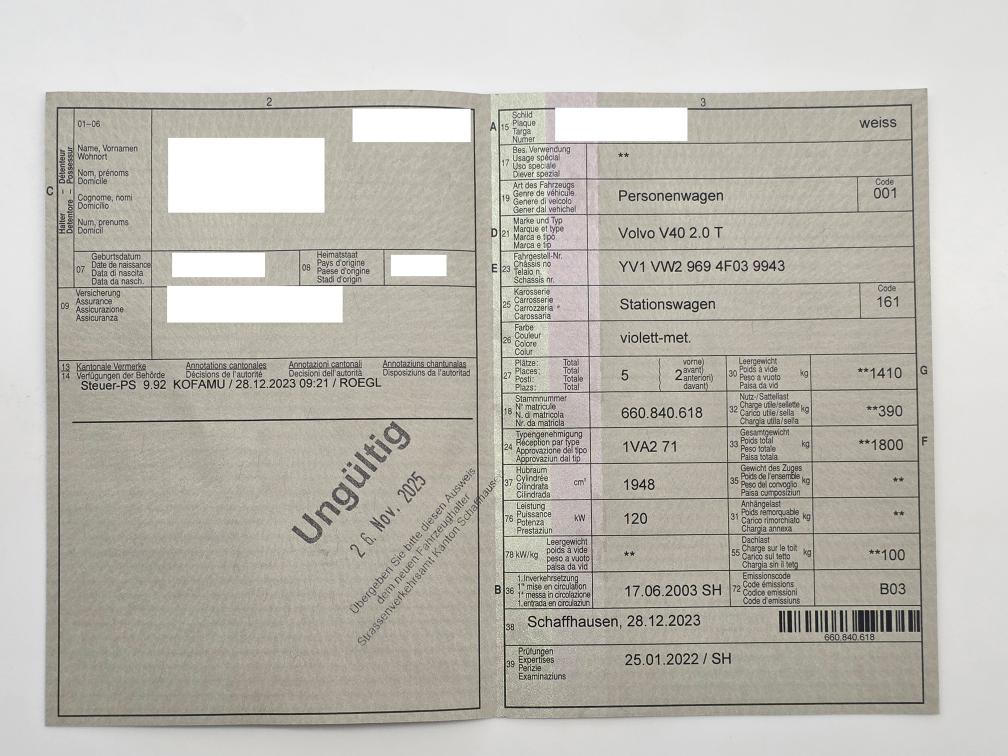 2
01–06
Halter – Détenteur
Detentore – Possessur
C
Name, Vornamen
Wohnort
Nom, prénoms
Domicile
Cognome, nomi
Domicilio
Num, prenums
Domicil
07
Geburtsdatum
Date de naissance
Data di nascita
Data da nasch.
08
Heimatstaat
Pays d'origine
Paese d'origine
Stadi d'origin
09
Versicherung
Assurance
Assicurazione
Assicuranza
13 Kantonale Vermerke Annotations cantonales Annotazioni cantonali Annotaziuns chantunalas
14 Verfügungen der Behörde Décisions de l'autorité Decisioni dell'autorità Disposiziuns da l'autoritad
Steuer-PS 9.92 KOFAMU / 28.12.2023 09:21 / ROEGL
Ungültig
26. Nov. 2025
Übergeben Sie bitte diesen Ausweis
dem neuen Fahrzeughalter
Strassenverkehrsamt Kanton Schaffhausen
3
A 15
Schild
Plaque
Targa
Numer
weiss
17
Bes. Verwendung
Usage spécial
Uso speciale
Diever spezial
**
19
Art des Fahrzeugs
Genre de véhicule
Genere di veicolo
Gener dal vehichel
Personenwagen
Code
001
D 21
Marke und Typ
Marque et type
Marca e tipo
Marca e tip
Volvo V40 2.0 T
E 23
Fahrgestell-Nr.
Châssis no
Telaio n.
Schassis nr.
YV1 VW2 969 4F03 9943
25
Karosserie
Carrosserie
Carrozzeria
Carossaria
Stationswagen
Code
161
26
Farbe
Couleur
Colore
Colur
violett-met.
27
Plätze: Total
Places: Total
Posti: Totale
Plazs: Total
5
2
vorne)
avant)
anteriori)
davant)
30
Leergewicht
Poids à vide
Peso a vuoto
Paisa da vid
kg
**1410
G
18
Stammnummer
N° matricule
N. di matricola
Nr. da matricla
660.840.618
32
Nutz-/ Sattellast
Charge utile/sellette
Carico utile/sella
Chargia utila/sella
kg
**390
24
Typengenehmigung
Réception par type
Approvazione del tipo
Approvaziun dal tip
1VA2 71
33
Gesamtgewicht
Poids total
Peso totale
Paisa totala
kg
**1800
F
37
Hubraum
Cylindrée
Cilindrata
Cilindrada
cm³
1948
35
Gewicht des Zuges
Poids de l'ensemble
Peso del convoglio
Paisa cumposiziun
kg
**
76
Leistung
Puissance
Potenza
Prestaziun
kW
120
31
Anhängelast
Poids remorquable
Carico rimorchiato
Chargia annexa
kg
**
78 kW/kg
Leergewicht
poids à vide
peso a vuoto
paisa da vid
**
55
Dachlast
Charge sur le toit
Carico sul tetto
Chargia sin il tetg
kg
**100
B 36
1.Inverkehrsetzung
1re mise en circulation
1a messa in circolazione
1.entrada en circulaziun
17.06.2003 SH
72
Emissionscode
Code émissions
Codice emissioni
Code d'emissiuns
B03
38
Schaffhausen, 28.12.2023
660.840.618
39
Prüfungen
Expertises
Perizie
Examinaziuns
25.01.2022 / SH